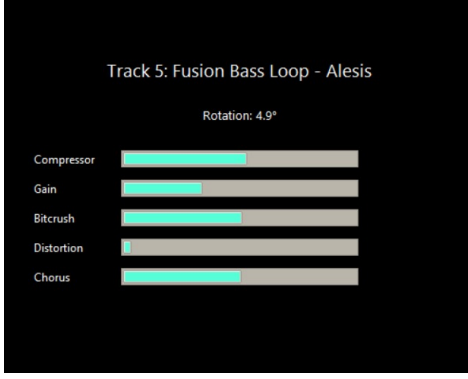 Track 5: Fusion Bass Loop - Alesis
Rotation: 4.9°
Compressor
Gain
Bitcrush
Distortion
Chorus